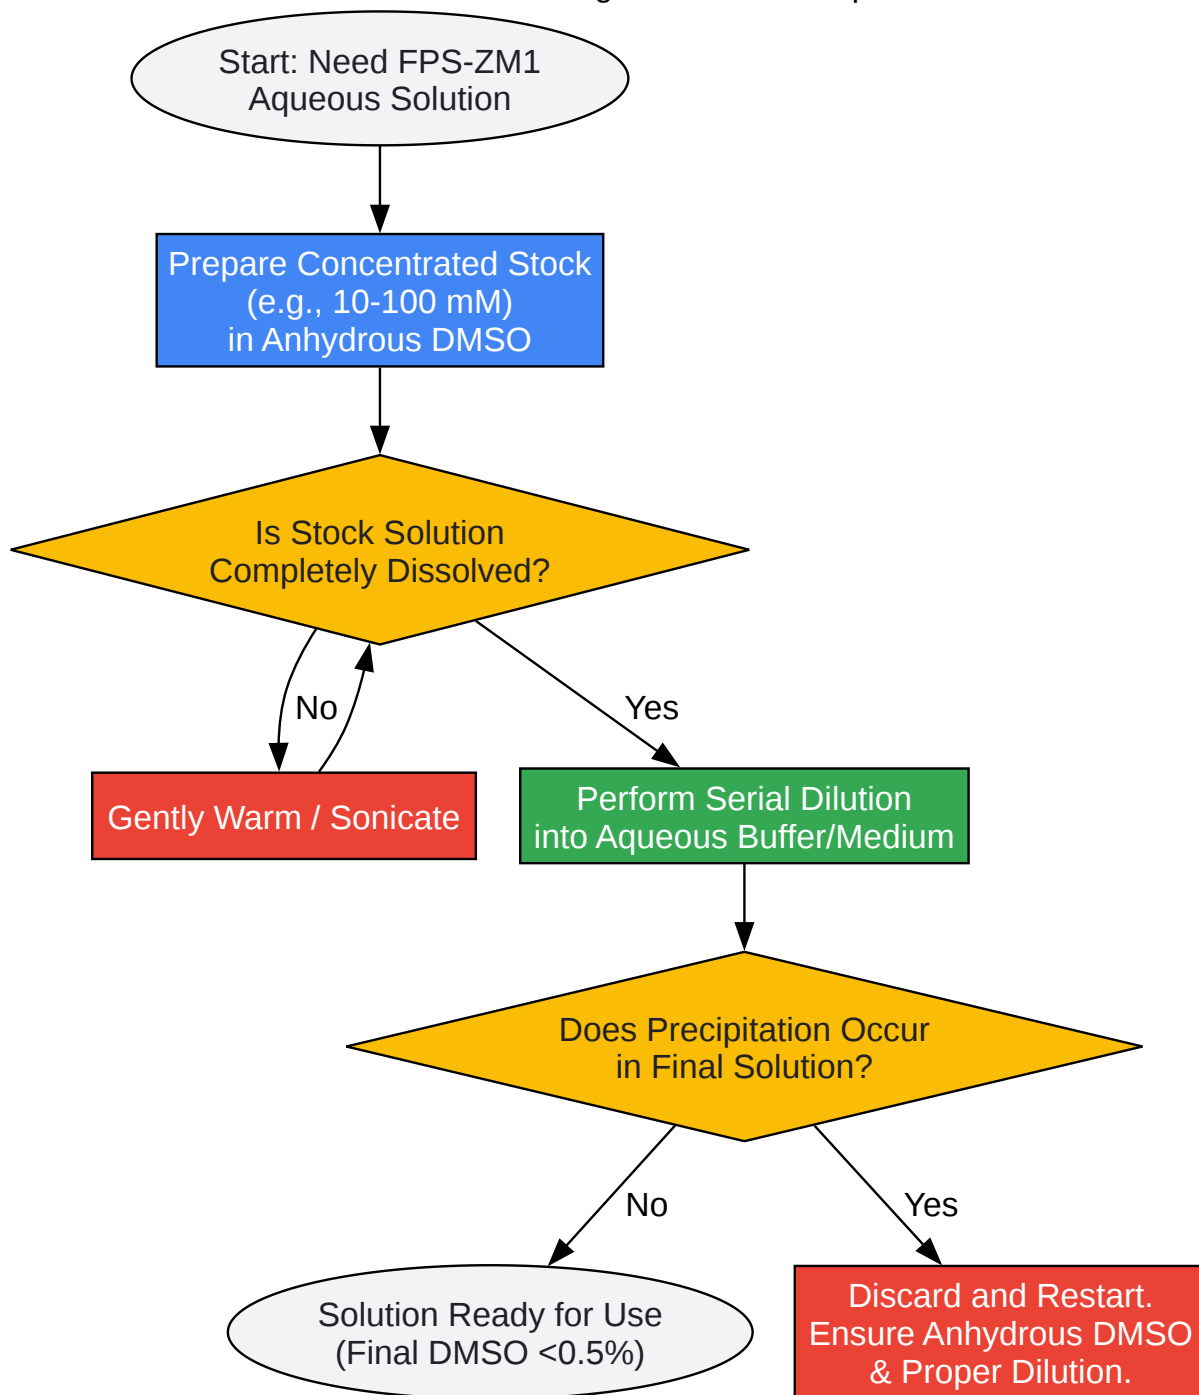 Start: Need FPS-ZM1
Aqueous Solution
Prepare Concentrated Stock
(e.g., 10-100 mM)
in Anhydrous DMSO
Is Stock Solution
Completely Dissolved?
No
Yes
Gently Warm / Sonicate
Perform Serial Dilution
into Aqueous Buffer/Medium
Does Precipitation Occur
in Final Solution?
No
Yes
Solution Ready for Use
(Final DMSO <0.5%)
Discard and Restart.
Ensure Anhydrous DMSO
& Proper Dilution.